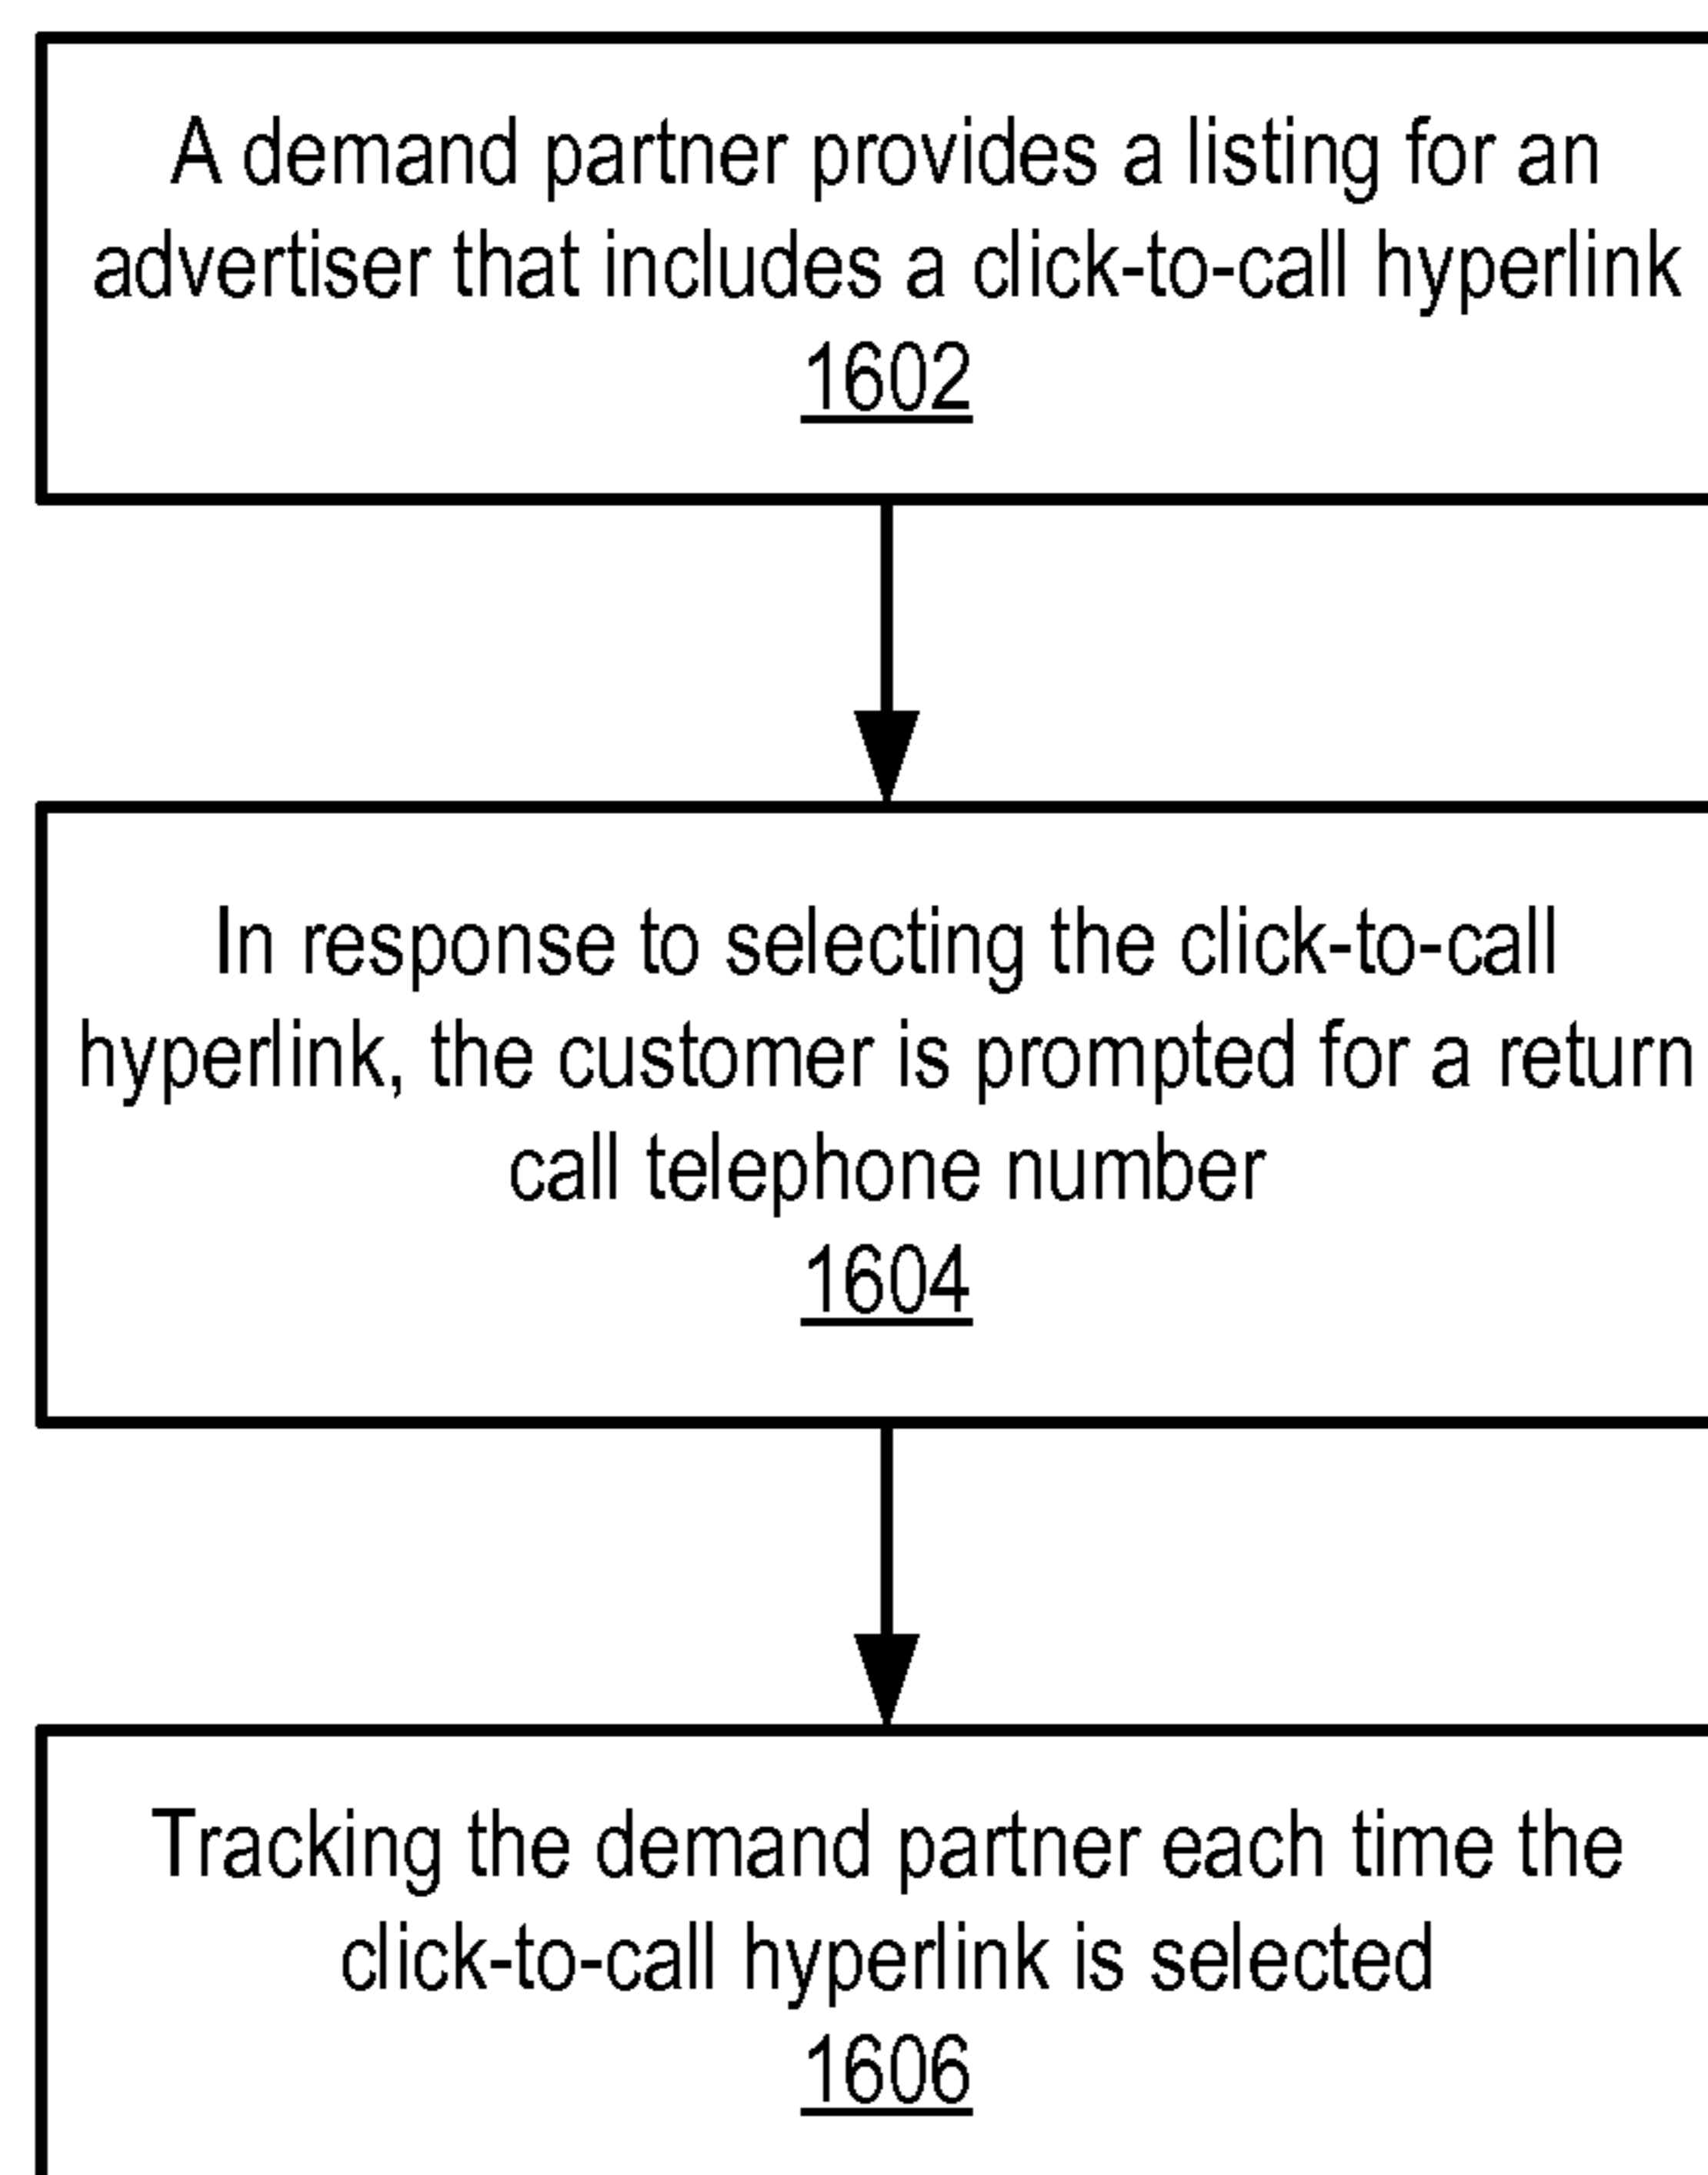 A demand partner provides a listing for an
advertiser that includes a click-to-call hyperlink
1602
In response to selecting the click-to-call
hyperlink, the customer is prompted for a return
call telephone number
1604
Tracking the demand partner each time the
click-to-call hyperlink is selected
1606